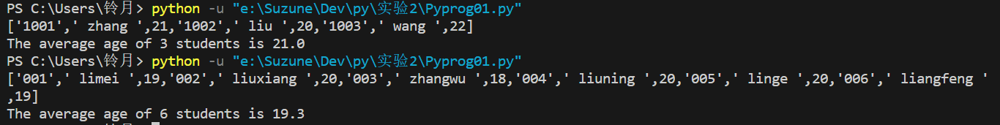 PS C:\Users\铃月> python -u "e:\Suzune\Dev\py\实验2\Pyprog01.py"
['1001',' zhang ',21,'1002',' liu ',20,'1003',' wang ',22]
The average age of 3 students is 21.0
PS C:\Users\铃月> python -u "e:\Suzune\Dev\py\实验2\Pyprog01.py"
['001',' limei ',19,'002',' liuxiang ',20,'003',' zhangwu ',18,'004',' liuning ',20,'005',' linge ',20,'006',' liangfeng '
,19]
The average age of 6 students is 19.3